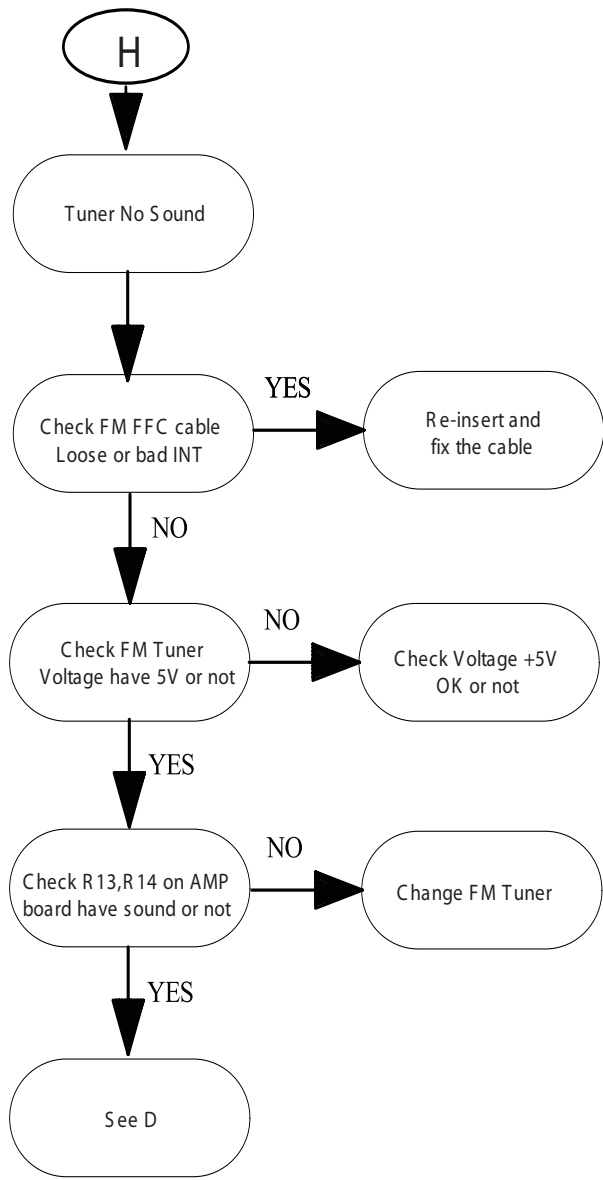 H
Tuner No Sound
Check FM FFC cable
Loose or bad INT
YES
Re-insert and
fix the cable
NO
Check FM Tuner
Voltage have 5V or not
NO
Check Voltage +5V
OK or not
YES
Check R13,R14 on AMP
board have sound or not
NO
Change FM Tuner
YES
See D